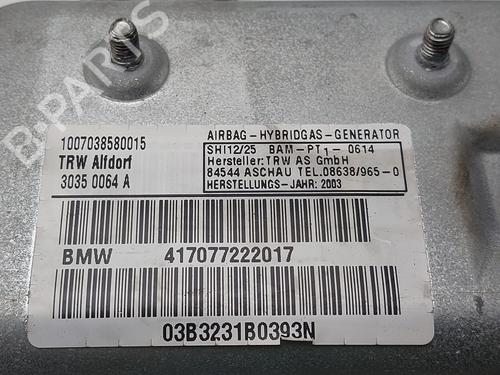 B-PARTS
1007038580015
TRW Alfdorf
3035 0064 A
AIRBAG-HYBRIDGAS-GENERATOR
SHI12/25 BAM-PT1-0614
Hersteller:TRW AS GmbH
84544 ASCHAU TEL.08638/965-0
HERSTELLUNGS-JAHR: 2003
BMW 417077222017
03B3231B0393N